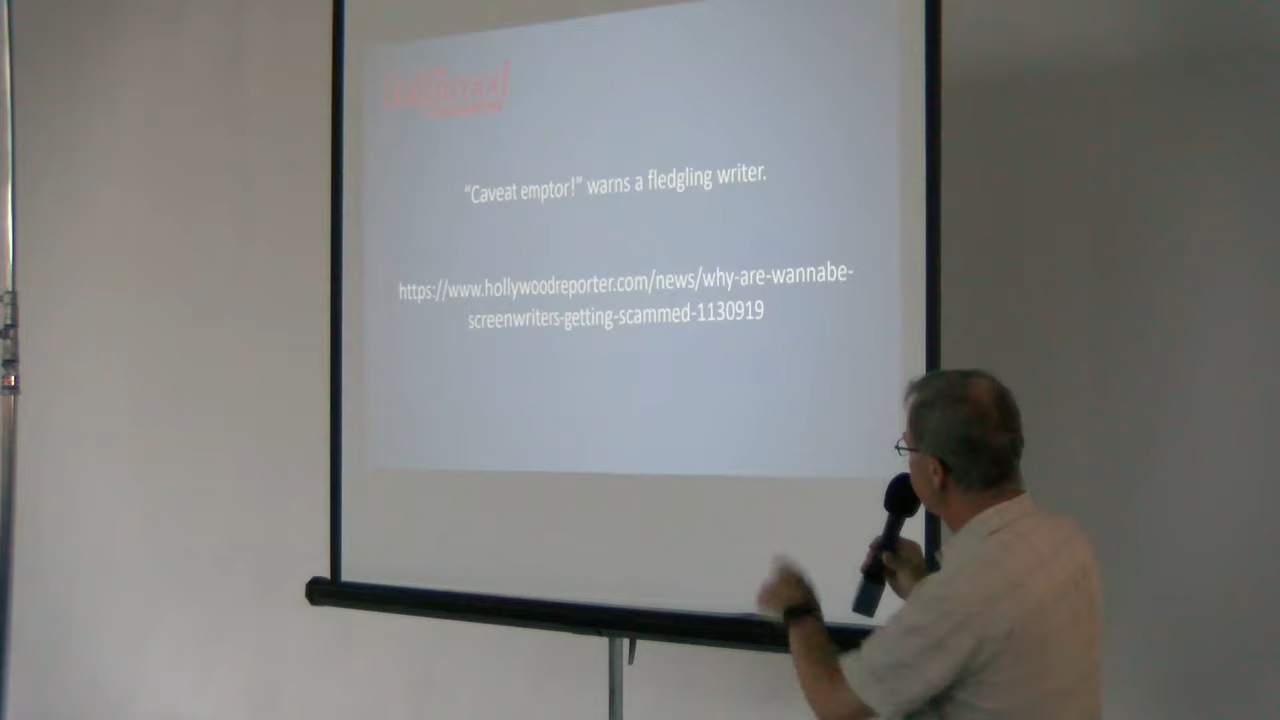 “Caveat emptor!” warns a fledgling writer.
https://www.hollywoodreporter.com/news/why-are-wannabe-
screenwriters-getting-scammed-1130919